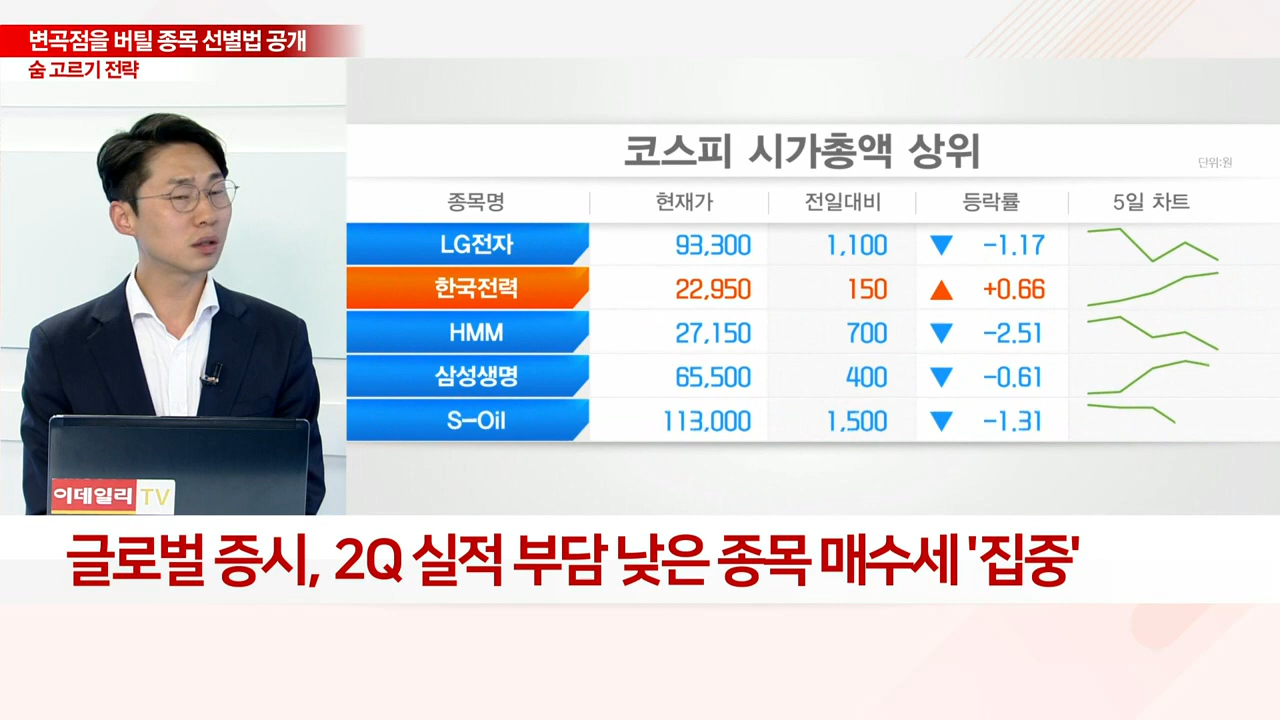 변곡점을 버틸 종목 선별법 공개
숨 고르기 전략
코스피 시가총액 상위
단위:원
종목명 현재가 전일대비 등락률 5일 차트
LG전자 93,300 1,100 ▼ -1.17
한국전력 22,950 150 ▲ +0.66
HMM 27,150 700 ▼ -2.51
삼성생명 65,500 400 ▼ -0.61
S-Oil 113,000 1,500 ▼ -1.31
이데일리 TV
글로벌 증시, 2Q 실적 부담 낮은 종목 매수세 '집중'